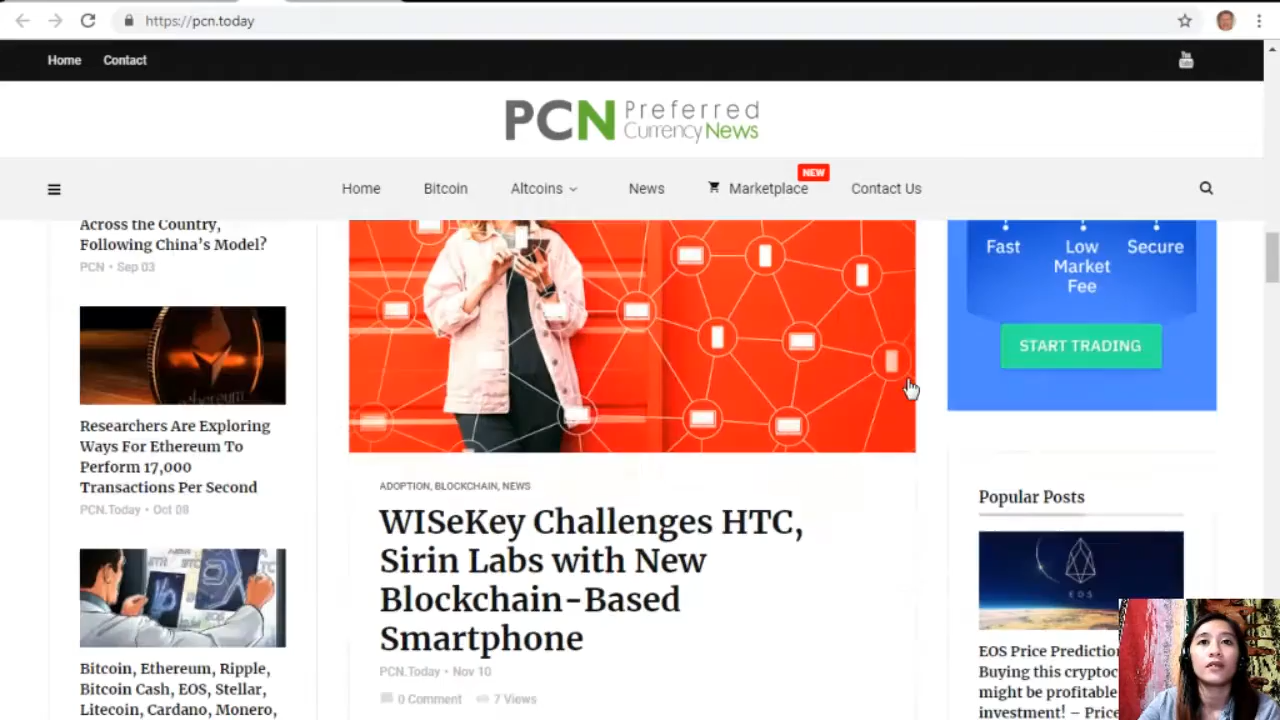 https://pcn.today
Home Contact
You
PCN Preferred
Currency News
Home Bitcoin Altcoins News Marketplace NEW Contact Us
Across the Country,
Following China's Model?
PCN • Sep 03
ethereum
Researchers Are Exploring
Ways For Ethereum To
Perform 17,000
Transactions Per Second
PCN.Today • Oct 08
Bitcoin, Ethereum, Ripple,
Bitcoin Cash, EOS, Stellar,
Litecoin, Cardano, Monero,
ADOPTION, BLOCKCHAIN, NEWS
WISeKey Challenges HTC,
Sirin Labs with New
Blockchain-Based
Smartphone
PCN.Today • Nov 10
0 Comment 7 Views
Fast Low Secure
Market
Fee
START TRADING
Popular Posts
EOS
EOS Price Prediction
Buying this cryptoc
might be profitable
investment! – Price